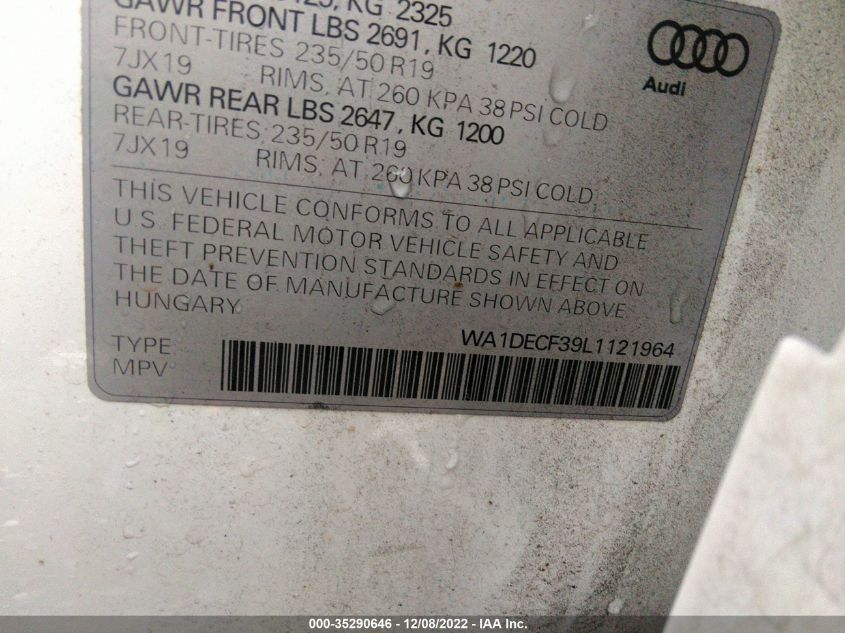 KG 2325
GAWR FRONT LBS 2691, KG 1220
FRONT-TIRES 235/50 R19
7JX19 RIMS, AT 260 KPA 38 PSI COLD
GAWR REAR LBS 2647, KG 1200
REAR-TIRES: 235/50 R19
7JX19 RIMS, AT 260 KPA 38 PSI COLD
Audi
THIS VEHICLE CONFORMS TO ALL APPLICABLE
U.S. FEDERAL MOTOR VEHICLE SAFETY AND
THEFT PREVENTION STANDARDS IN EFFECT ON
THE DATE OF MANUFACTURE SHOWN ABOVE
HUNGARY
WA1DECF39L1121964
TYPE
MPV
000-35290646 - 12/08/2022 - IAA Inc.